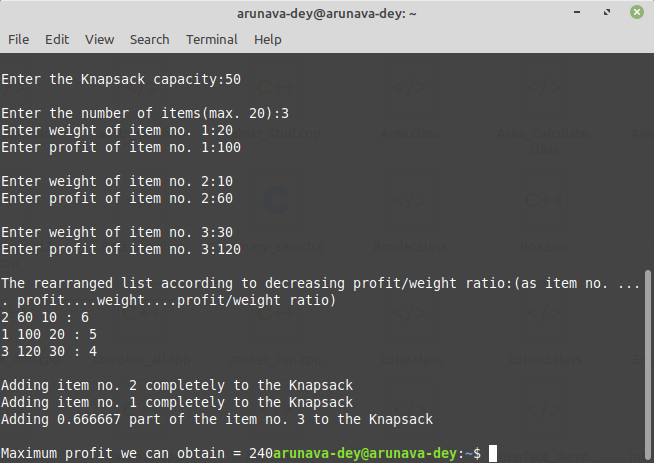 arunava-dey@arunava-dey: ~
File Edit View Search Terminal Help
Enter the Knapsack capacity:50
Enter the number of items(max. 20):3
Enter weight of item no. 1:20
Enter profit of item no. 1:100
Enter weight of item no. 2:10
Enter profit of item no. 2:60
Enter weight of item no. 3:30
Enter profit of item no. 3:120
The rearranged list according to decreasing profit/weight ratio:(as item no. ...
. profit....weight....profit/weight ratio)
2 60 10 : 6
1 100 20 : 5
3 120 30 : 4
Adding item no. 2 completely to the Knapsack
Adding item no. 1 completely to the Knapsack
Adding 0.666667 part of the item no. 3 to the Knapsack
Maximum profit we can obtain = 240arunava-dey@arunava-dey:~$